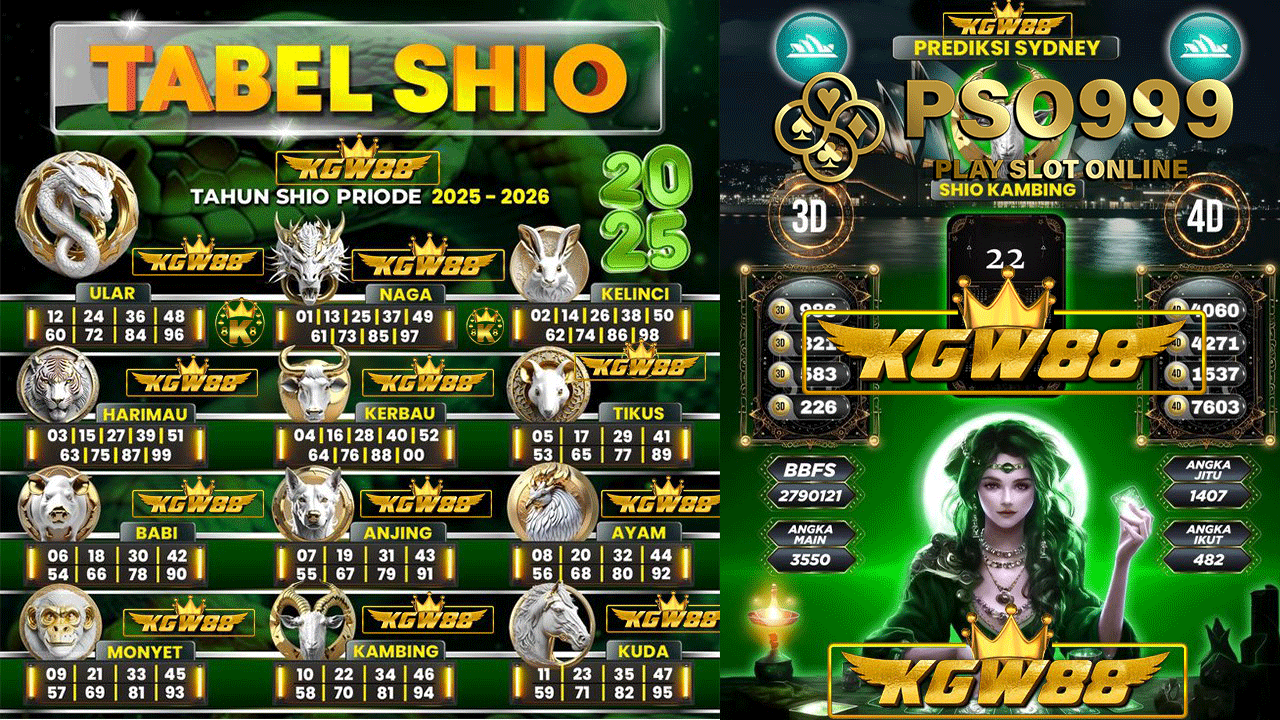 TABEL SHIO
KGW88
TAHUN SHIO PRIODE 2025 - 2026
2025
KGW88
KGW88
ULAR
NAGA
KELINCI
12 | 24 | 36 | 48
60 | 72 | 84 | 96
K
01|13|25|37|49
61|73|85|97
K
02|14|26|38|50
62|74|86|98
KGW88
KGW88
KGW88
HARIMAU
KERBAU
TIKUS
03|15|27|39|51
63|75|87|99
04|16|28|40|52
64|76|88|00
05 | 17 | 29 | 41
53 | 65 | 77 | 89
KGW88
KGW88
KGW88
BABI
ANJING
AYAM
06 | 18 | 30 | 42
54 | 66 | 78 | 90
07 | 19 | 31 | 43
55 | 67 | 79 | 91
08 | 20 | 32 | 44
56 | 68 | 80 | 92
KGW88
KGW88
KGW88
MONYET
KAMBING
KUDA
09 | 21 | 33 | 45
57 | 69 | 81 | 93
10 | 22 | 34 | 46
58 | 70 | 81 | 94
11 | 23 | 35 | 47
59 | 71 | 82 | 95
KGW88
PREDIKSI SYDNEY
PSO999
PLAY SLOT ONLINE
SHIO KAMBING
3D
4D
22
3D
4060
3D
4D 4271
3D
4D 1537
3D 226
4D 7603
KGW88
BBFS
2790121
ANGKA
JITU
1407
ANGKA
MAIN
3550
ANGKA
IKUT
482
KGW88